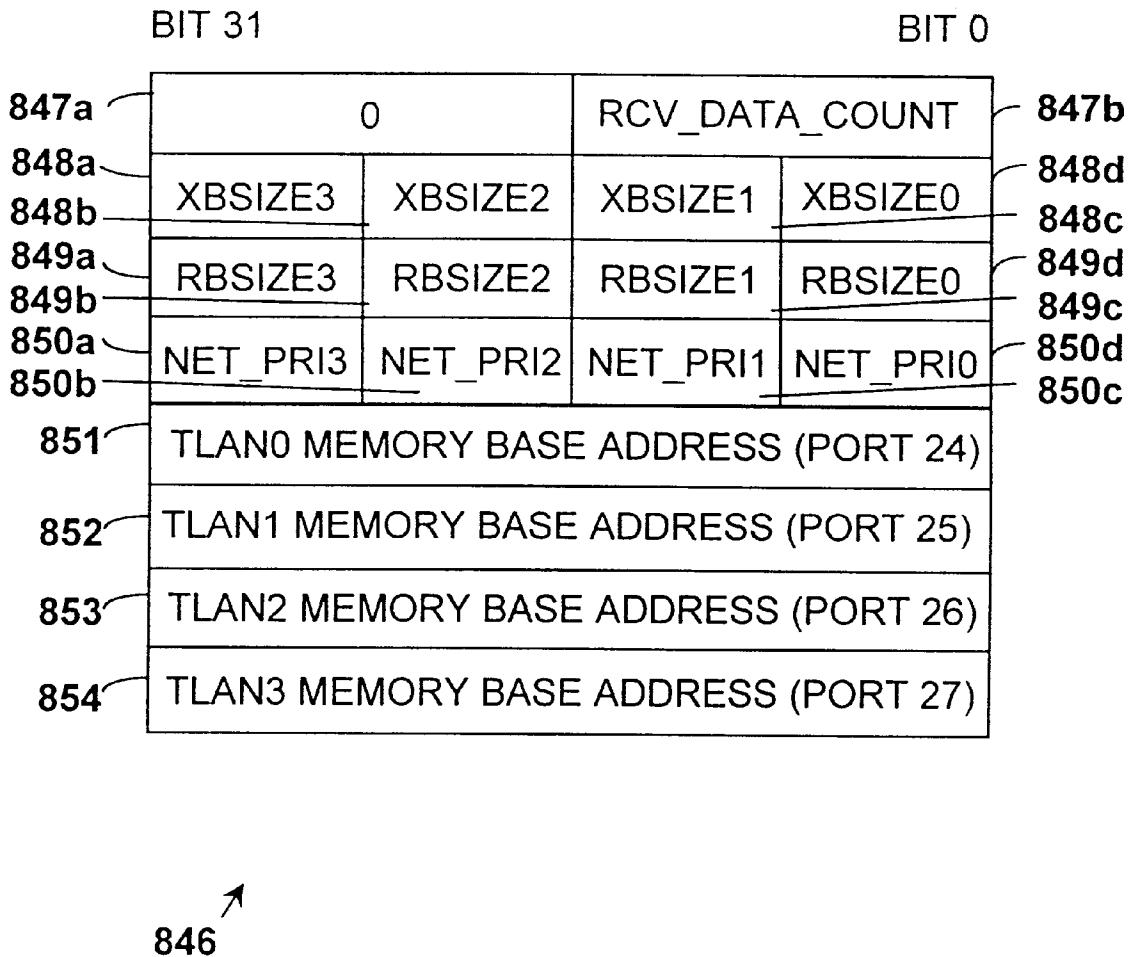 BIT 31 BIT 0
847a 0 RCV_DATA_COUNT 847b
848a XBSIZE3 XBSIZE2 XBSIZE1 XBSIZE0 848d
848b 848c
849a RBSIZE3 RBSIZE2 RBSIZE1 RBSIZE0 849d
849b 849c
850a NET_PRI3 NET_PRI2 NET_PRI1 NET_PRI0 850d
850b 850c
851 TLAN0 MEMORY BASE ADDRESS (PORT 24)
852 TLAN1 MEMORY BASE ADDRESS (PORT 25)
853 TLAN2 MEMORY BASE ADDRESS (PORT 26)
854 TLAN3 MEMORY BASE ADDRESS (PORT 27)
846